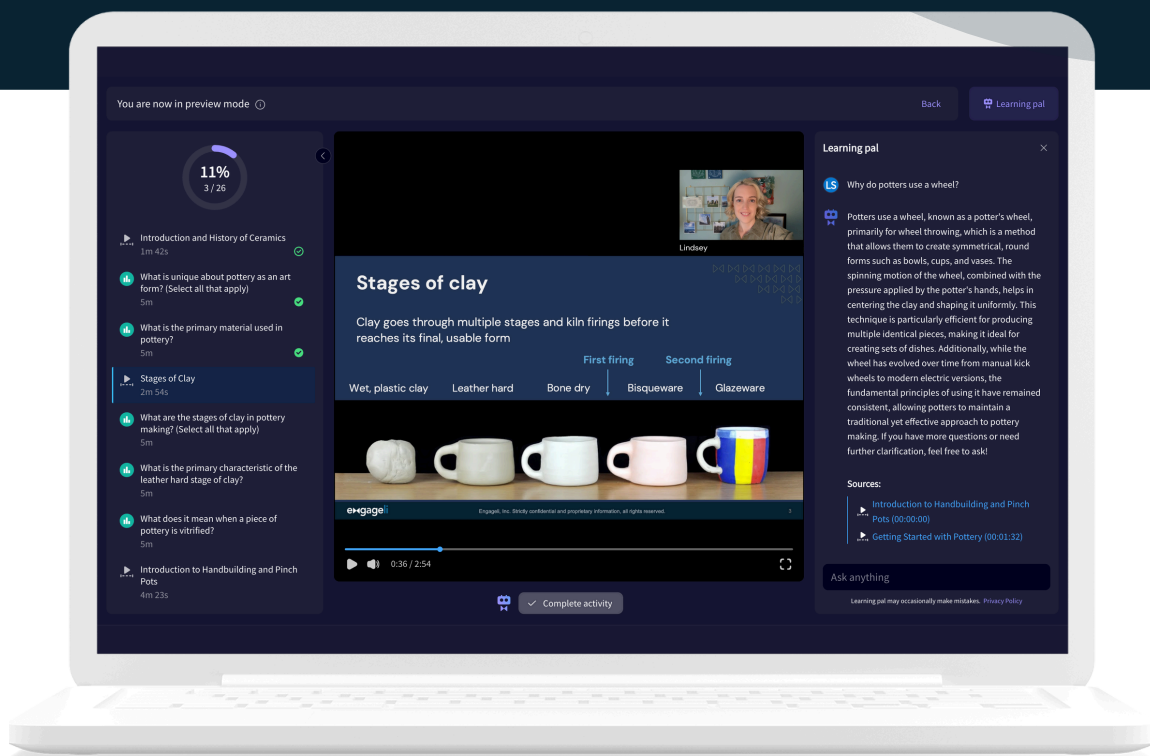 You are now in preview mode
Back
Learning pal
11%
3 / 26
Introduction and History of Ceramics
1m 42s
What is unique about pottery as an art
form? (Select all that apply)
5m
What is the primary material used in
pottery?
5m
Stages of Clay
2m 54s
What are the stages of clay in pottery
making? (Select all that apply)
5m
What is the primary characteristic of the
leather hard stage of clay?
5m
What does it mean when a piece of
pottery is vitrified?
5m
Introduction to Handbuilding and Pinch
Pots
4m 23s
Lindsey
Stages of clay
Clay goes through multiple stages and kiln firings before it
reaches its final, usable form
First firing
Second firing
Wet, plastic clay
Leather hard
Bone dry
Bisqueware
Glazeware
engageli
Engageli, Inc. Strictly confidential and proprietary information, all rights reserved.
3
0:36 / 2:54
Complete activity
Learning pal
LS
Why do potters use a wheel?
Potters use a wheel, known as a potter's wheel,
primarily for wheel throwing, which is a method
that allows them to create symmetrical, round
forms such as bowls, cups, and vases. The
spinning motion of the wheel, combined with the
pressure applied by the potter's hands, helps in
centering the clay and shaping it uniformly. This
technique is particularly efficient for producing
multiple identical pieces, making it ideal for
creating sets of dishes. Additionally, while the
wheel has evolved over time from manual kick
wheels to modern electric versions, the
fundamental principles of using it have remained
consistent, allowing potters to maintain a
traditional yet effective approach to pottery
making. If you have more questions or need
further clarification, feel free to ask!
Sources:
Introduction to Handbuilding and Pinch
Pots (00:00:00)
Getting Started with Pottery (00:01:32)
Ask anything
Learning pal may occasionally make mistakes. Privacy Policy